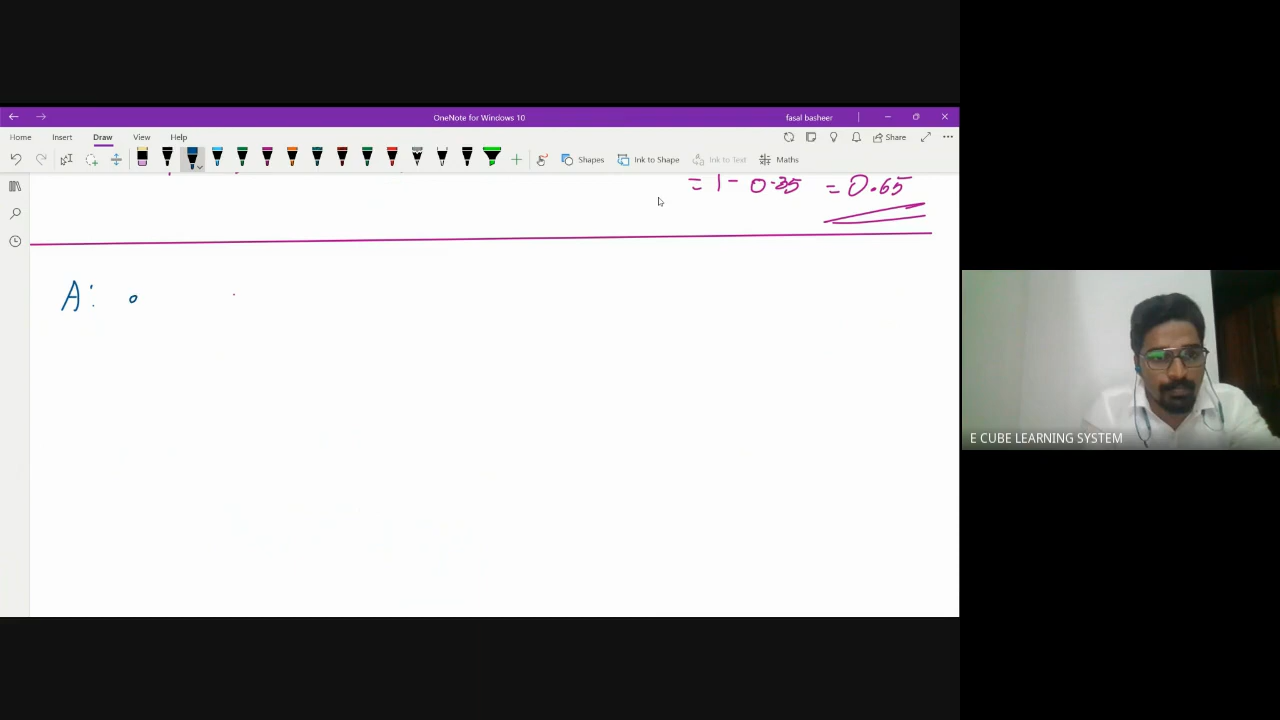 OneNote for Windows 10
fasal basheer
Home Insert Draw View Help
Share
Shapes Ink to Shape Ink to Text Maths
= 1 - 0.35 = 0.65
A: o
E CUBE LEARNING SYSTEM